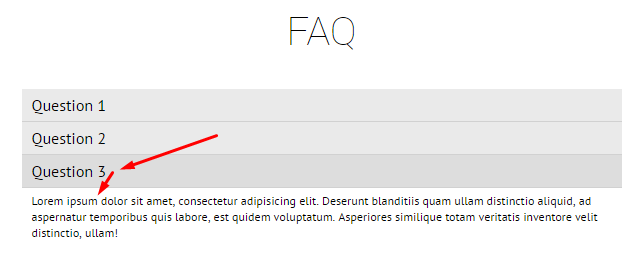 FAQ
Question 1
Question 2
Question 3
Lorem ipsum dolor sit amet, consectetur adipisicing elit. Deserunt blanditiis quam ullam distinctio aliquid, ad
aspernatur temporibus quis labore, est quidem voluptatum. Asperiores similique totam veritatis inventore velit
distinctio, ullam!